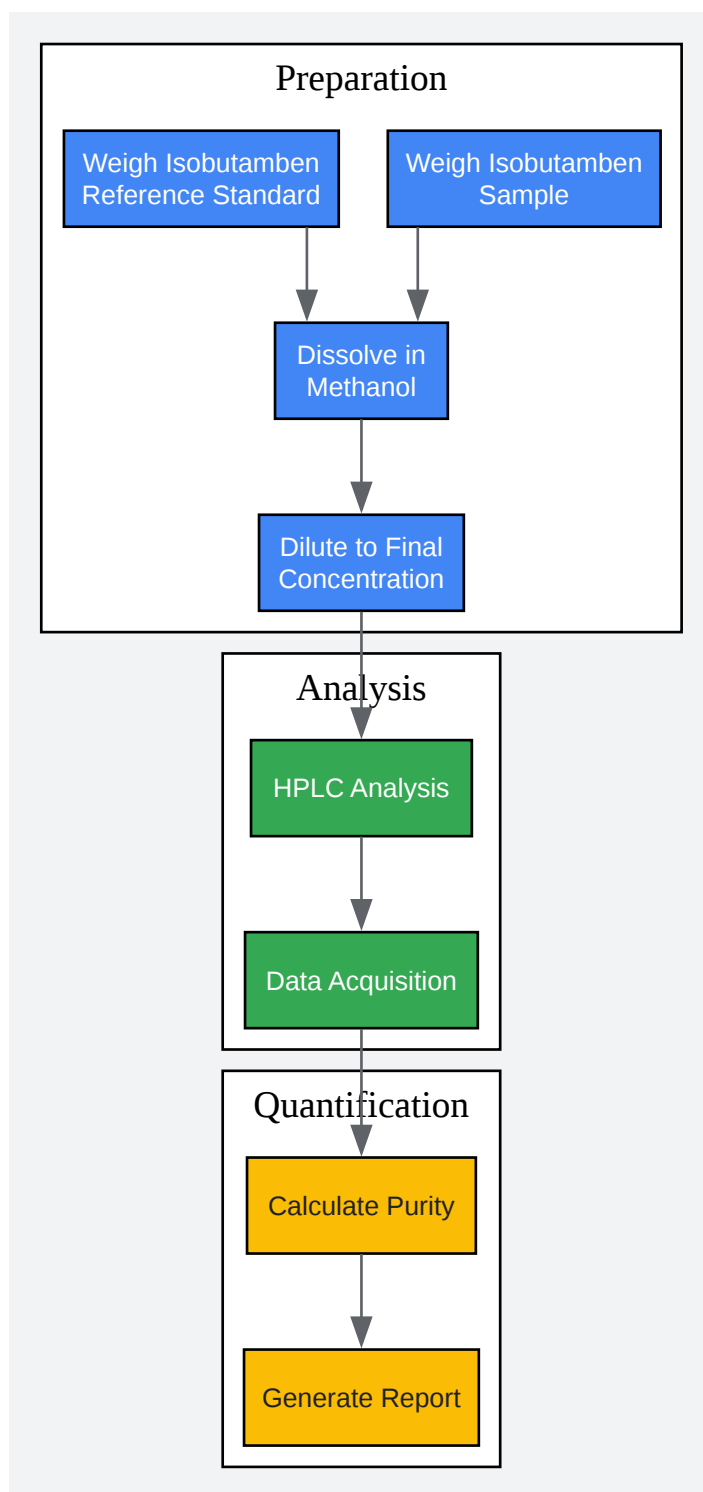 Preparation
Weigh Isobutamben
Reference Standard
Weigh Isobutamben
Sample
Dissolve in
Methanol
Dilute to Final
Concentration
Analysis
HPLC Analysis
Data Acquisition
Quantification
Calculate Purity
Generate Report